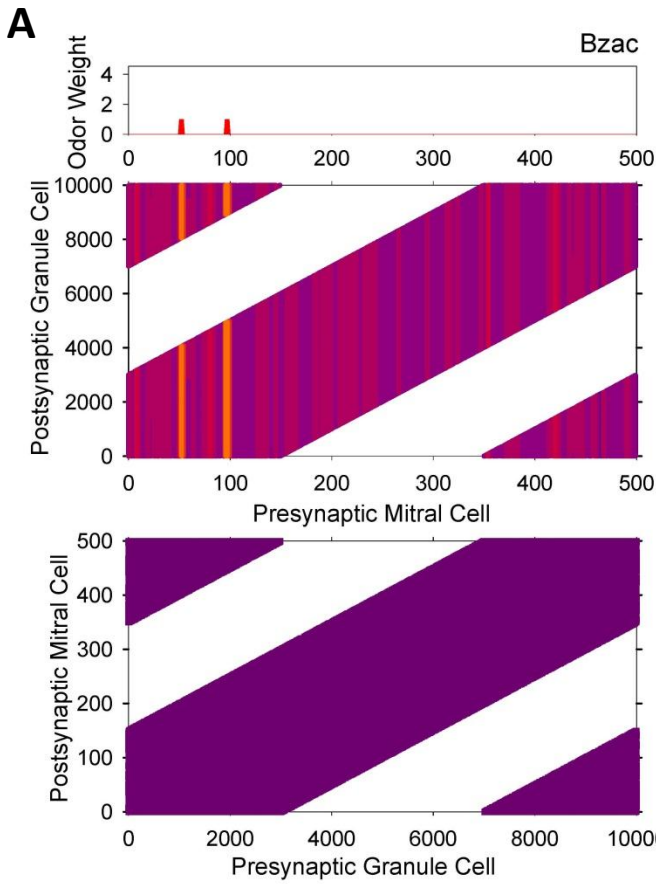 A
Bzac
Odor Weight
4
2
0
0 100 200 300 400 500
Postsynaptic Granule Cell
10000
8000
6000
4000
2000
0
0 100 200 300 400 500
Presynaptic Mitral Cell
Postsynaptic Mitral Cell
500
400
300
200
100
0
0 2000 4000 6000 8000 1000
Presynaptic Granule Cell